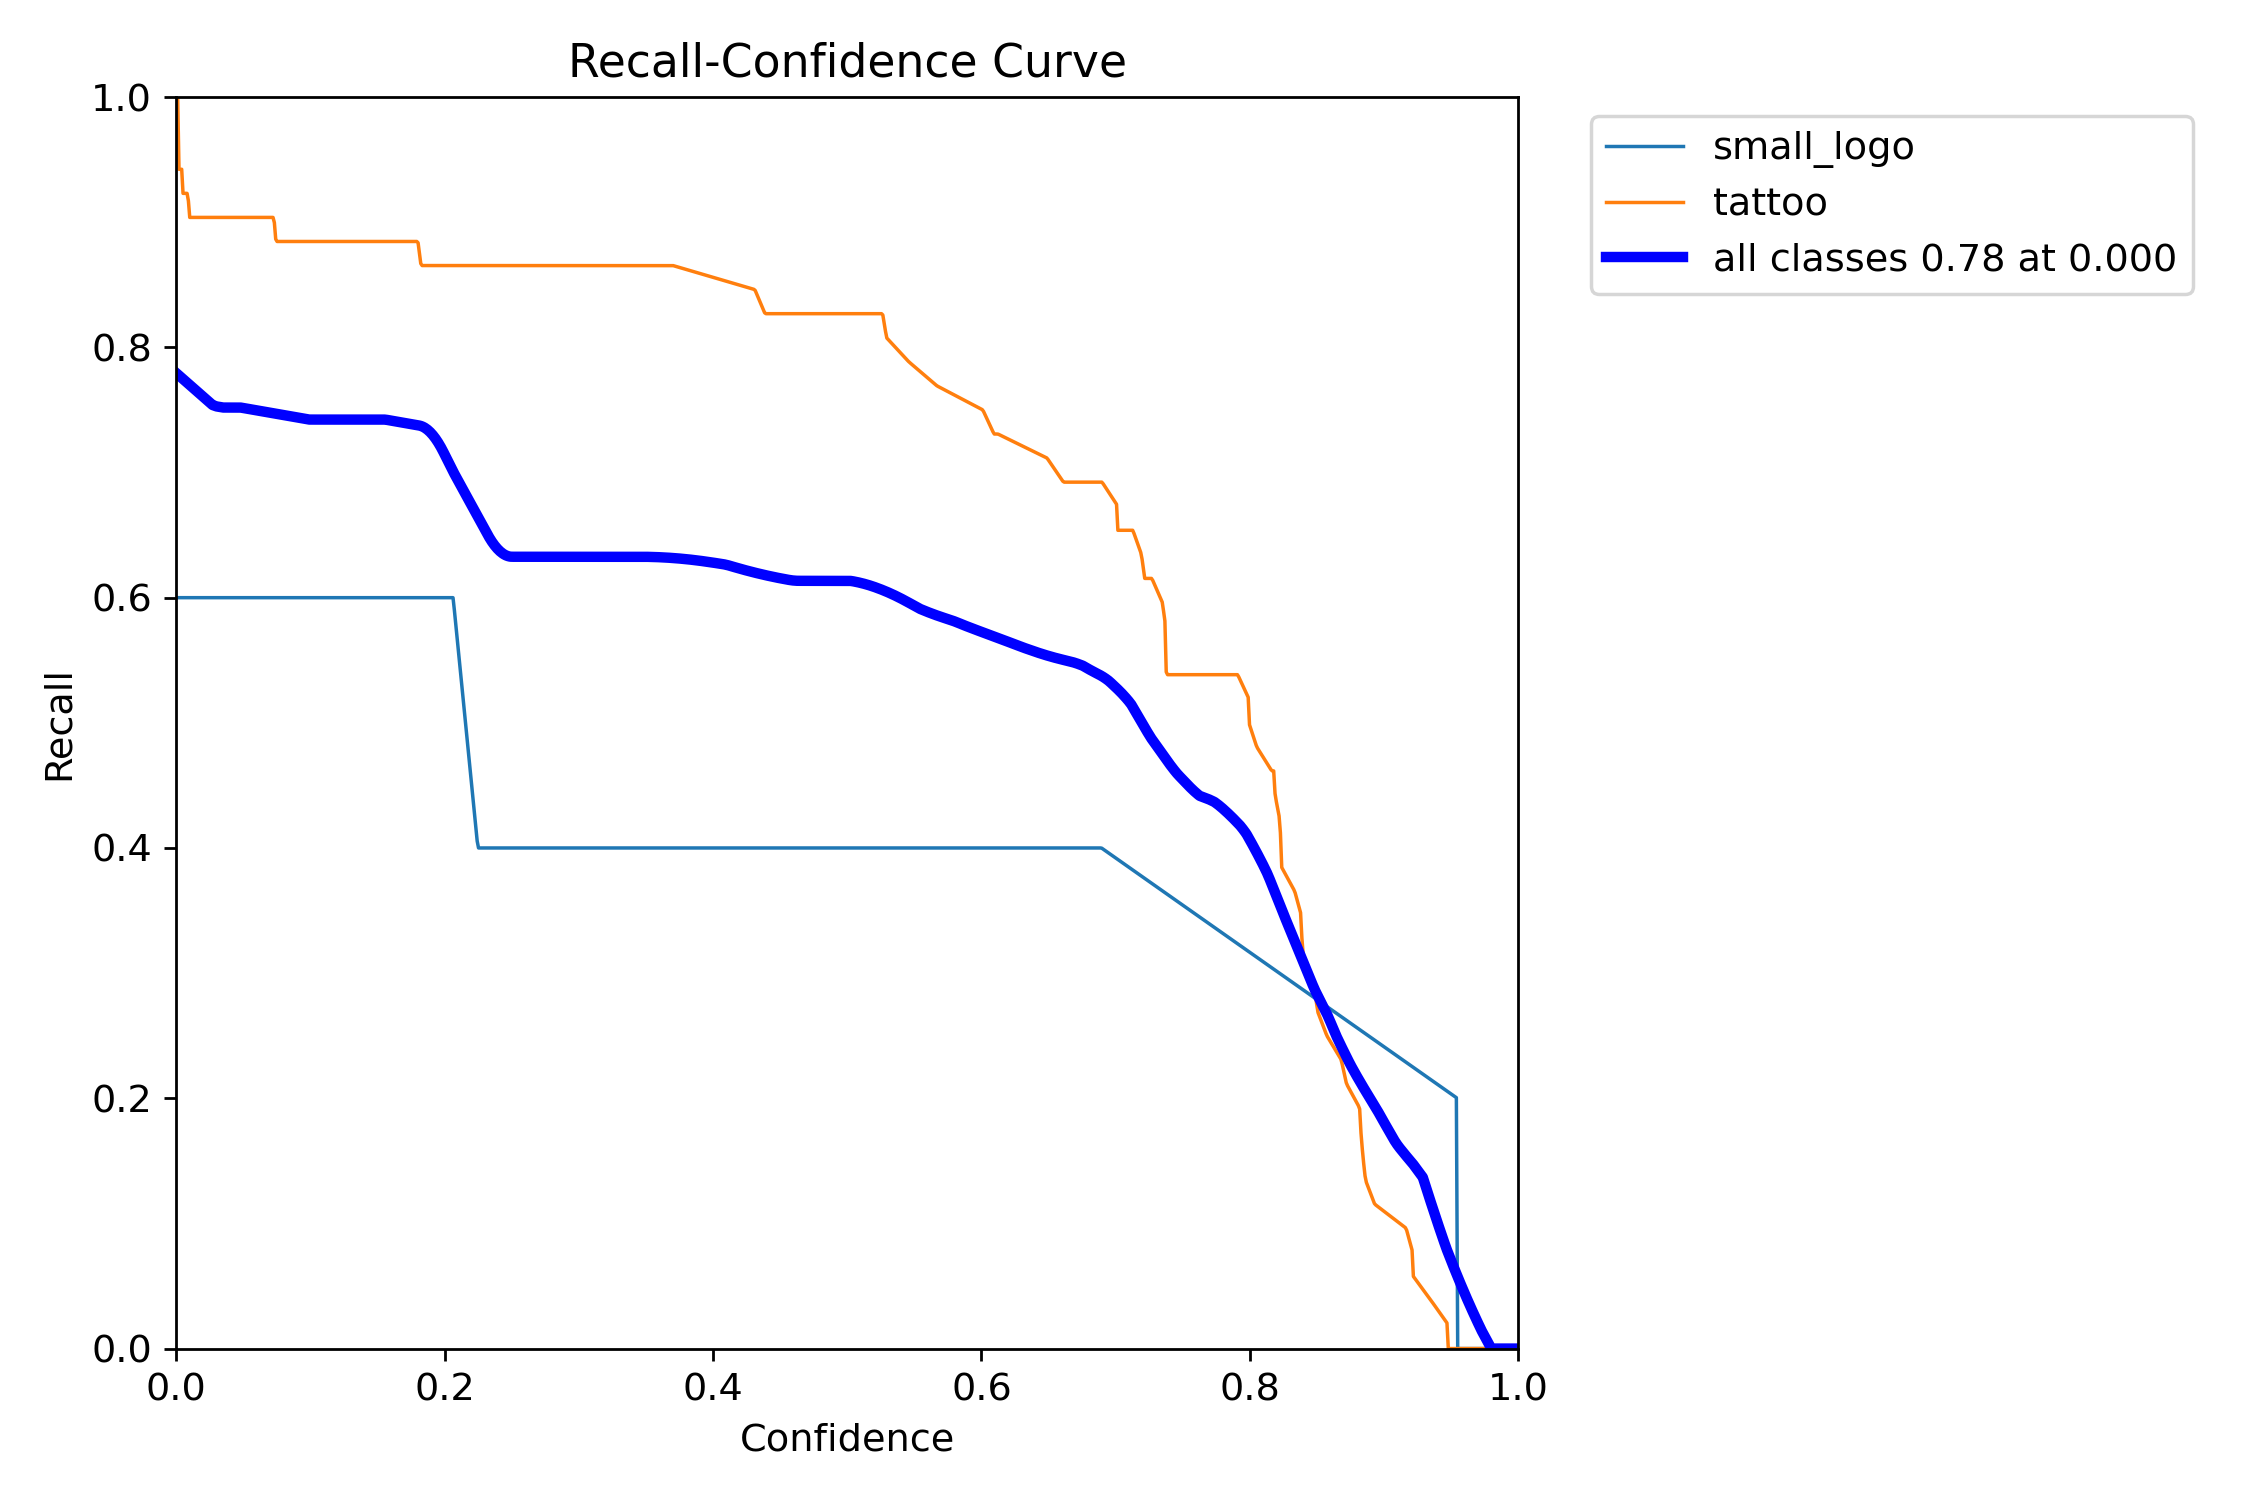 Recall-Confidence Curve
1.0
0.8
0.6
0.4
0.2
0.0
Recall
0.0 0.2 0.4 0.6 0.8 1.0
Confidence
small_logo
tattoo
all classes 0.78 at 0.000